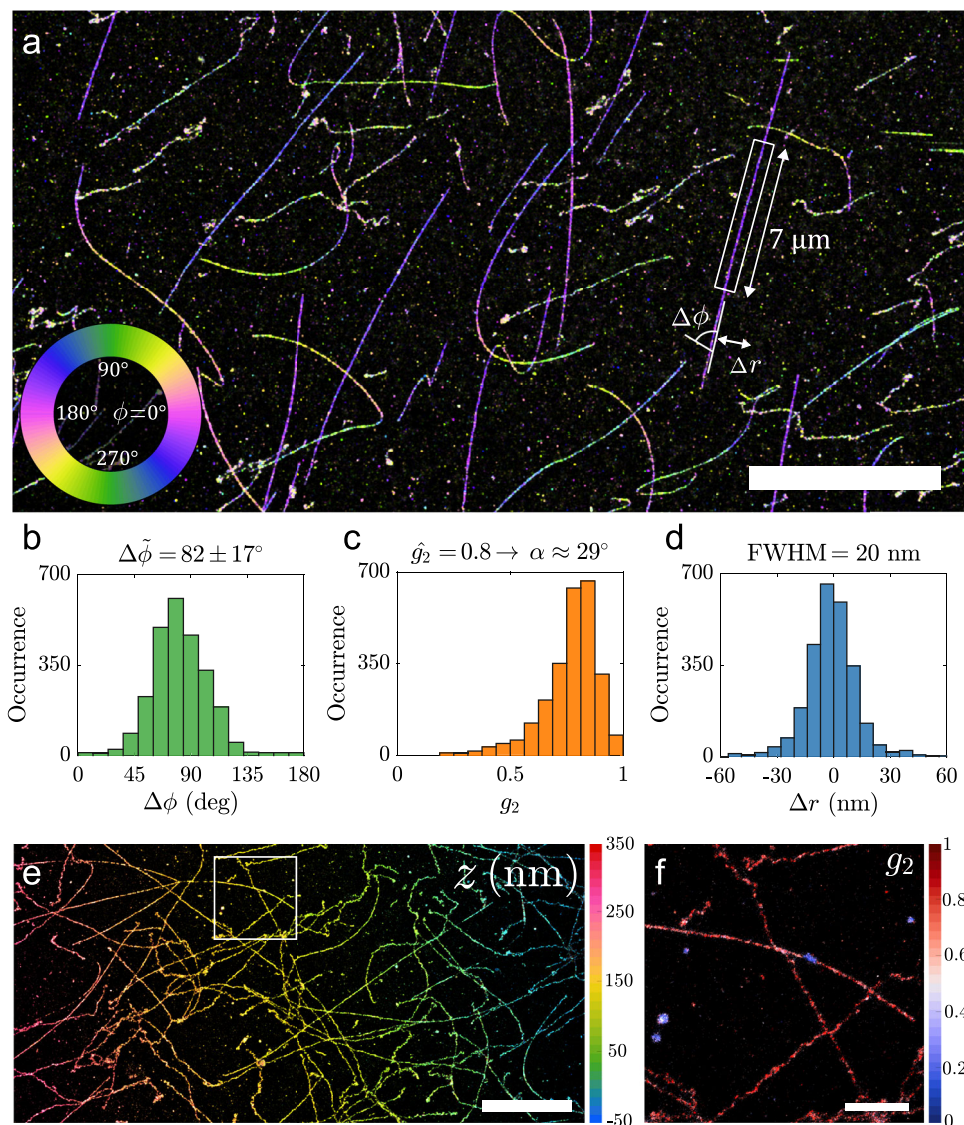 a
7 μm
Δϕ
Δr
90°
180° ϕ=0°
270°
b
Δϕ̃ = 82 ± 17°
700
350
0
Occurrence
0 45 90 135 180
Δϕ (deg)
c
ĝ₂ = 0.8 → α ≈ 29°
700
350
0
Occurrence
0 0.5 1
g₂
d
FWHM = 20 nm
700
350
0
Occurrence
-60 -30 0 30 60
Δr (nm)
e
z (nm)
350
250
150
50
-50
f
g₂
1
0.8
0.6
0.4
0.2
0